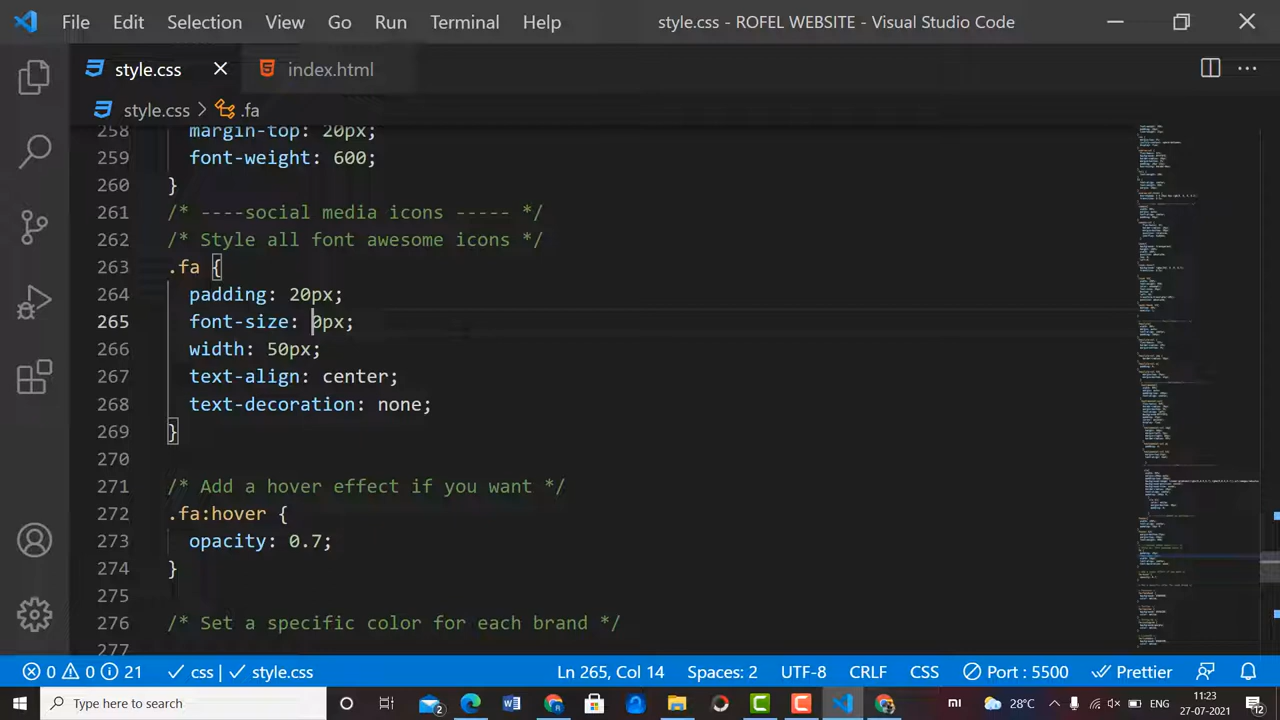 File Edit Selection View Go Run Terminal Help style.css - ROFEL WEBSITE - Visual Studio Code
style.css index.html
style.css > .fa
258 margin-top: 20px;
259 font-weight: 600;
260 }
261 /* ----social media icons ----- */
262 /* Style all font awesome icons */
263 .fa {
264 padding: 20px;
265 font-size: 0px;
266 width: 50px;
267 text-align: center;
268 text-decoration: none;
269 }
270
271 /* Add a hover effect if you want */
272 .fa:hover {
273 opacity: 0.7;
274 }
275
276 /* Set a specific color for each brand */
277
0 0 21 css | style.css Ln 265, Col 14 Spaces: 2 UTF-8 CRLF CSS Port : 5500 Prettier
Type here to search 2 mi 28°C 11:23
27-07-2021 12